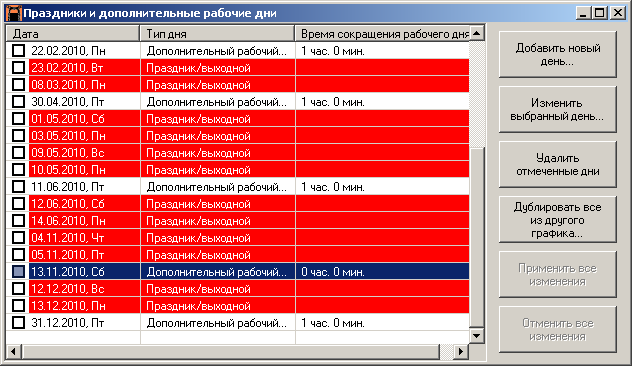 Праздники и дополнительные рабочие дни
Дата Тип дня Время сокращения рабочего дня
22.02.2010, Пн Дополнительный рабочий... 1 час. 0 мин.
23.02.2010, Вт Праздник/выходной
08.03.2010, Пн Праздник/выходной
30.04.2010, Пт Дополнительный рабочий... 1 час. 0 мин.
01.05.2010, Сб Праздник/выходной
03.05.2010, Пн Праздник/выходной
09.05.2010, Вс Праздник/выходной
10.05.2010, Пн Праздник/выходной
11.06.2010, Пт Дополнительный рабочий... 1 час. 0 мин.
12.06.2010, Сб Праздник/выходной
14.06.2010, Пн Праздник/выходной
04.11.2010, Чт Праздник/выходной
05.11.2010, Пт Праздник/выходной
13.11.2010, Сб Дополнительный рабочий... 0 час. 0 мин.
12.12.2010, Вс Праздник/выходной
13.12.2010, Пн Праздник/выходной
31.12.2010, Пт Дополнительный рабочий... 1 час. 0 мин.
Добавить новый
день...
Изменить
выбранный день...
Удалить
отмеченные дни
Дублировать все
из другого
графика...
Применить все
изменения
Отменить все
изменения